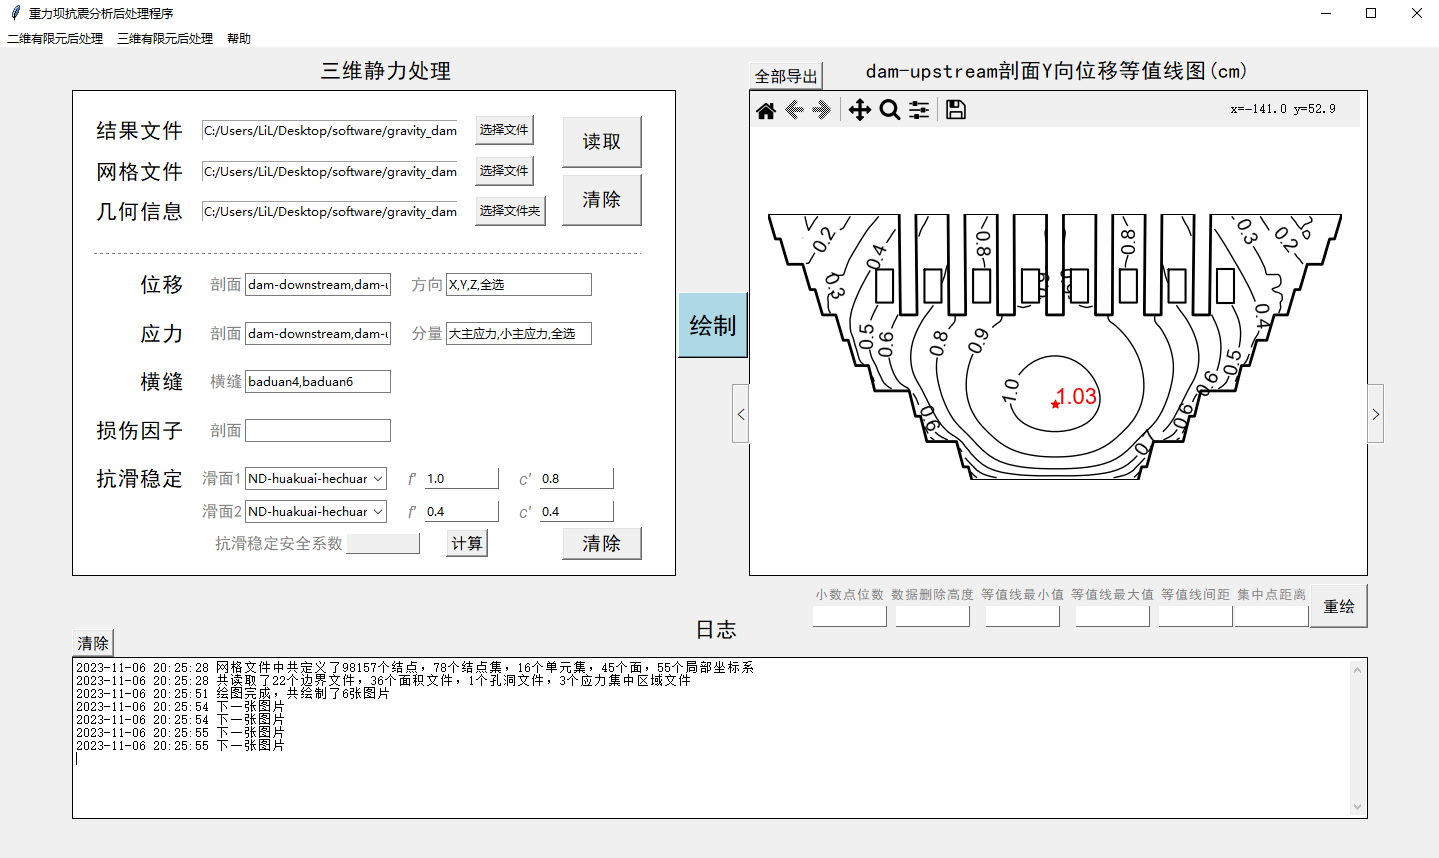 重力坝抗震分析后处理程序
二维有限元后处理 三维有限元后处理 帮助
三维静力处理
全部导出 dam-upstream剖面Y向位移等值线图(cm)
x=-141.0 y=52.9
结果文件 C:/Users/LiL/Desktop/software/gravity_dam 选择文件 读取
网格文件 C:/Users/LiL/Desktop/software/gravity_dam 选择文件
清除
几何信息 C:/Users/LiL/Desktop/software/gravity_dam 选择文件夹
位移 剖面 dam-downstream,dam-u 方向 X,Y,Z,全选
应力 剖面 dam-downstream,dam-u 分量 大主应力,小主应力,全选
绘制
横缝 横缝 baduan4,baduan6
损伤因子 剖面
抗滑稳定 滑面1 ND-huakuai-hechuar f' 1.0 c' 0.8
滑面2 ND-huakuai-hechuar f' 0.4 c' 0.4
抗滑稳定安全系数 计算 清除
0.2 0.4 0.8 0.8 0.3 0.2
0.3
0.5 0.6 0.8 0.9 0.4
0.5
1.0 1.03 0.6
0.6 0.6
< >
小数点位数 数据删除高度 等值线最小值 等值线最大值 等值线间距 集中点距离 重绘
日志
清除
2023-11-06 20:25:28 网格文件中共定义了98157个结点，78个结点集，16个单元集，45个面，55个局部坐标系
2023-11-06 20:25:28 共读取了22个边界文件，36个面积文件，1个孔洞文件，3个应力集中区域文件
2023-11-06 20:25:51 绘图完成，共绘制了6张图片
2023-11-06 20:25:54 下一张图片
2023-11-06 20:25:54 下一张图片
2023-11-06 20:25:55 下一张图片
2023-11-06 20:25:55 下一张图片